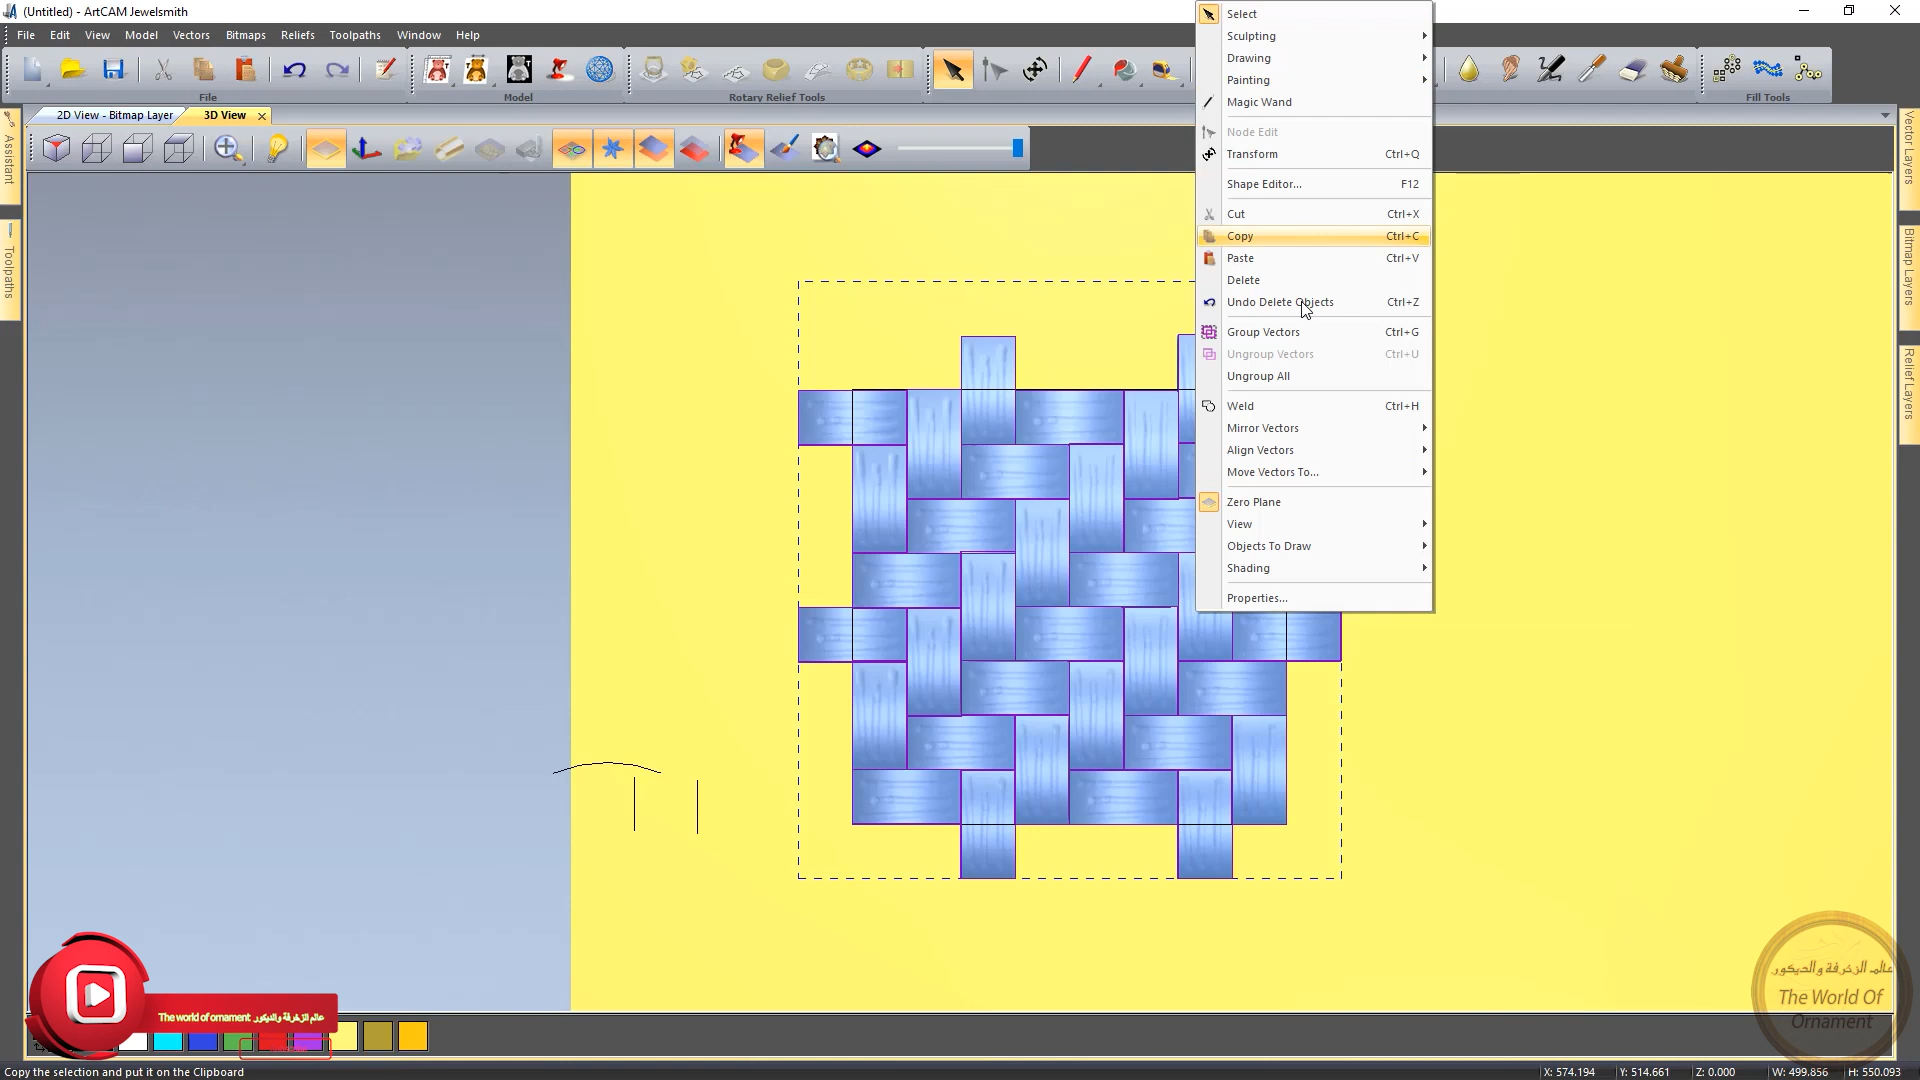 (Untitled) - ArtCAM Jewelsmith
File Edit View Model Vectors Bitmaps Reliefs Toolpaths Window Help
File
Model
Rotary Relief Tools
Fill Tools
2D View - Bitmap Layer
3D View
Assistant
Toolpaths
Vector Layers
Bitmap Layers
Relief Layers
Select
Sculpting
Drawing
Painting
Magic Wand
Node Edit
Transform Ctrl+Q
Shape Editor... F12
Cut Ctrl+X
Copy Ctrl+C
Paste Ctrl+V
Delete
Undo Delete Objects Ctrl+Z
Group Vectors Ctrl+G
Ungroup Vectors Ctrl+U
Ungroup All
Weld Ctrl+H
Mirror Vectors
Align Vectors
Move Vectors To...
Zero Plane
View
Objects To Draw
Shading
Properties...
The world of ornament عالم الزخرفة والديكور
عالم الزخرفة والديكور
The World Of
Ornament
Copy the selection and put it on the Clipboard
X: 574.194 Y: 514.661 Z: 0.000 W: 499.856 H: 550.093